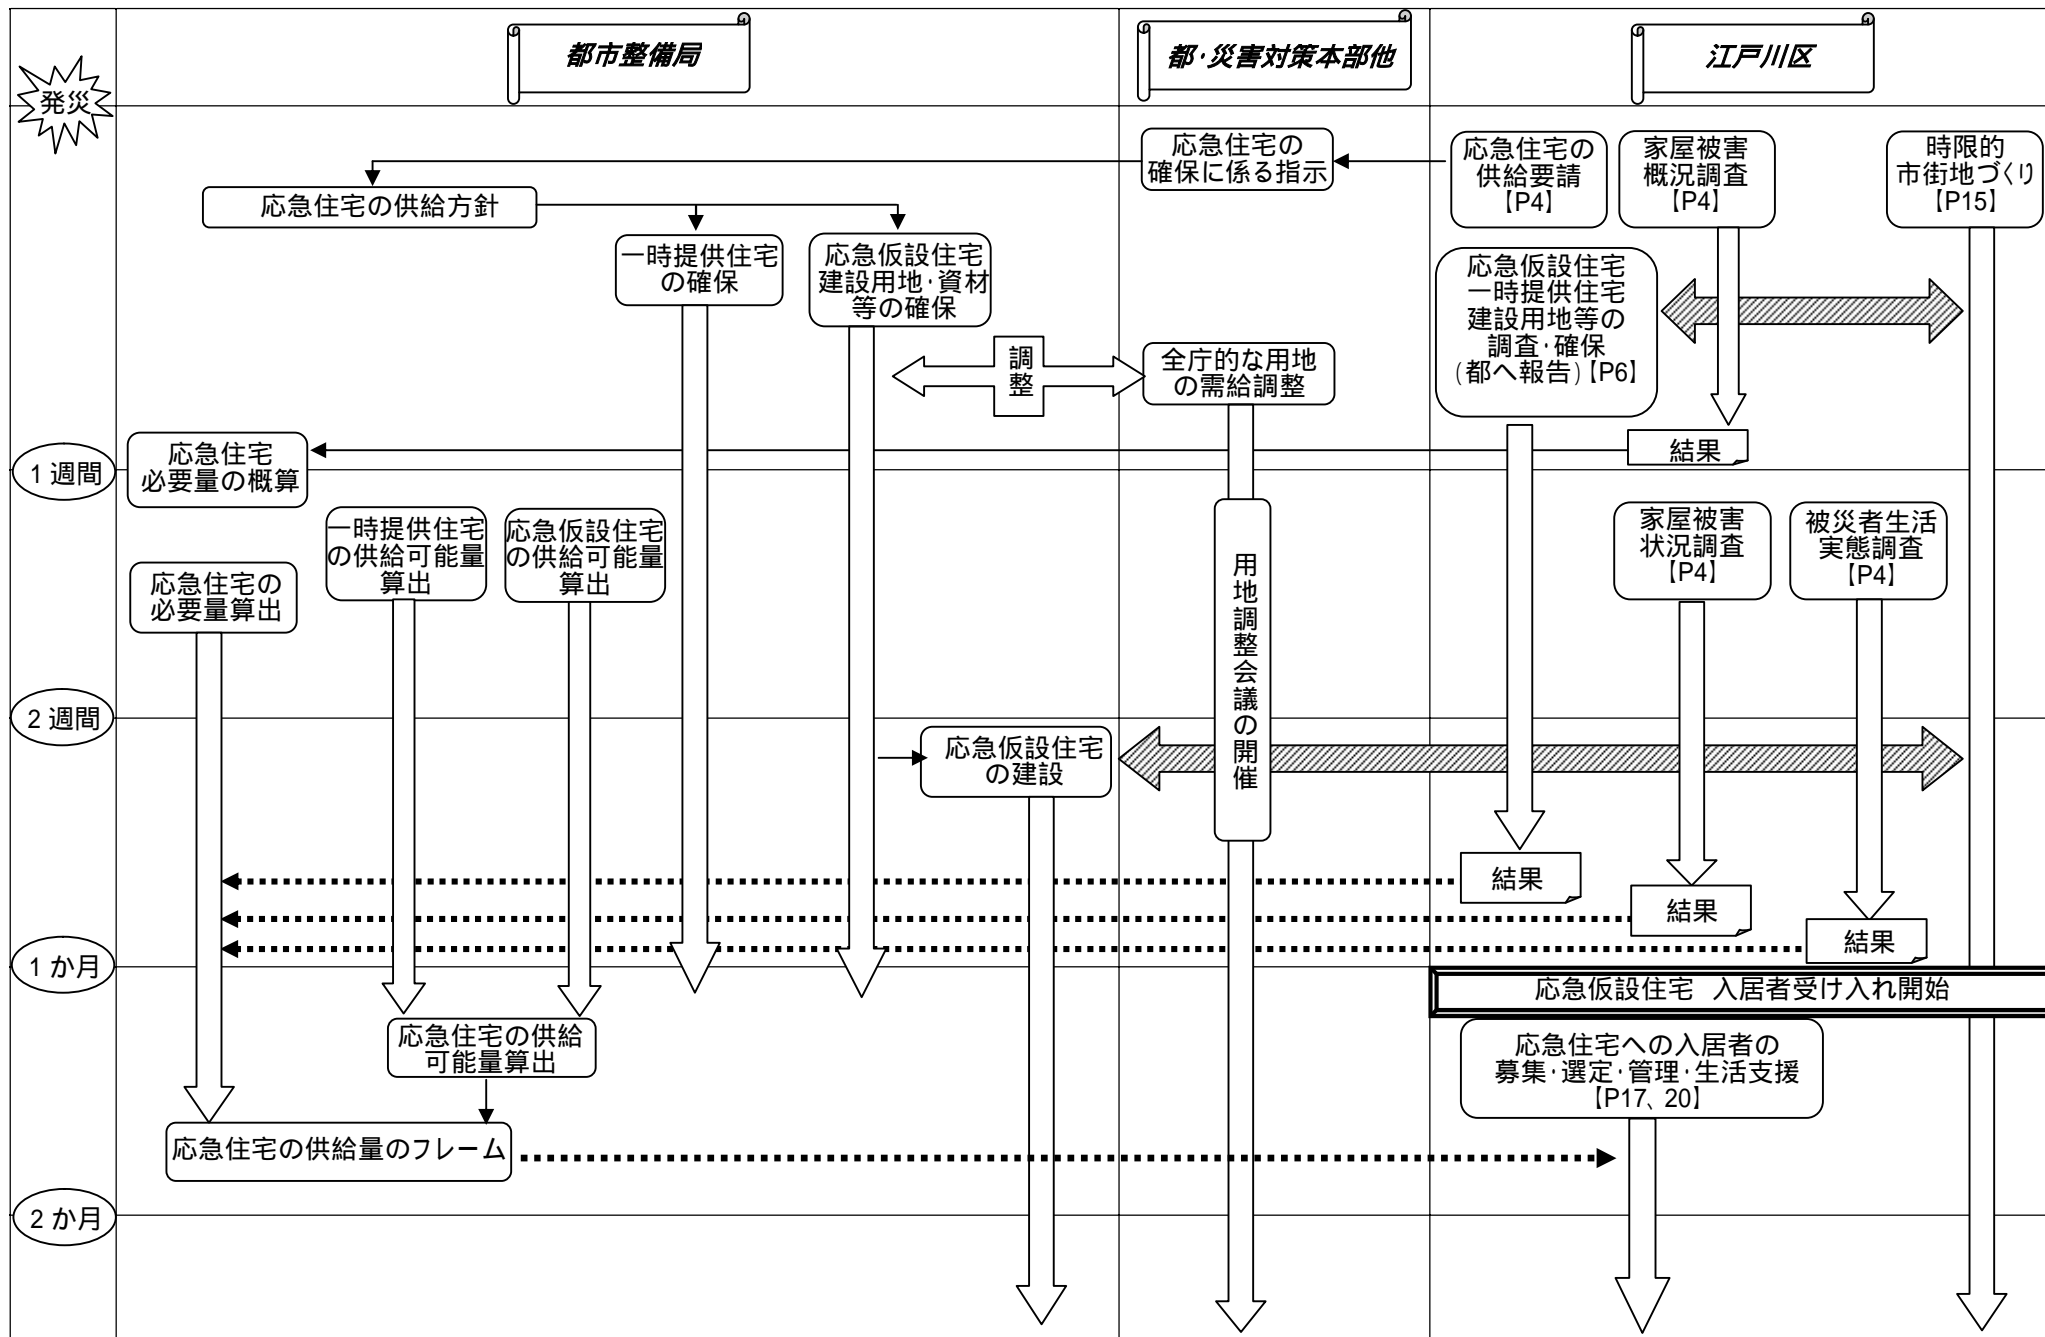 発災
都市整備局
都・災害対策本部他
江戸川区
応急住宅の
確保に係る指示
応急住宅の
供給要請
【P4】
家屋被害
概況調査
【P4】
時限的
市街地づくり
【P15】
応急住宅の供給方針
一時提供住宅
の確保
応急仮設住宅
建設用地・資材
等の確保
応急仮設住宅
一時提供住宅
建設用地等の
調査・確保
(都へ報告)【P6】
調
整
全庁的な用地
の需給調整
結果
1週間
応急住宅
必要量の概算
一時提供住宅
の供給可能量
算出
応急仮設住宅
の供給可能量
算出
応急住宅の
必要量算出
用地調整会議の開催
家屋被害
状況調査
【P4】
被災者生活
実態調査
【P4】
2週間
応急仮設住宅
の建設
結果
結果
結果
1か月
応急仮設住宅 入居者受け入れ開始
応急住宅の供給
可能量算出
応急住宅への入居者の
募集・選定・管理・生活支援
【P17、20】
応急住宅の供給量のフレーム
2か月